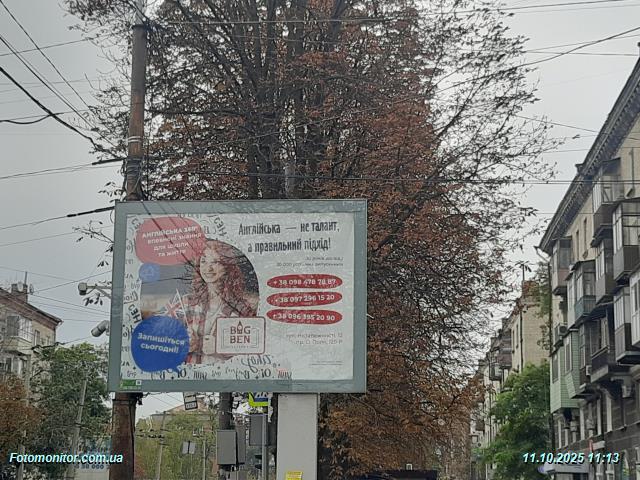 Англійська — не талант,
а правильний підхід!
АНГЛІЙСЬКА 360°:
впевнені знання
для школи
та життя
+ 38 098 478 78 87
+ 38 097 296 15 20
+ 38 096 395 20 90
BUG
BEN
Запишіться
сьогодні!
Fotomonitor.com.ua
11.10.2025 11:13